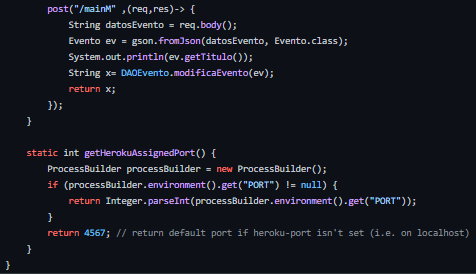 post("/mainM" ,(req,res)-> {
String datosEvento = req.body();
Evento ev = gson.fromJson(datosEvento, Evento.class);
System.out.println(ev.getTitulo());
String x= DAOEvento.modificaEvento(ev);
return x;
});
}
static int getHerokuAssignedPort() {
ProcessBuilder processBuilder = new ProcessBuilder();
if (processBuilder.environment().get("PORT") != null) {
return Integer.parseInt(processBuilder.environment().get("PORT"));
}
return 4567; // return default port if heroku-port isn't set (i.e. on localhost)
}
}